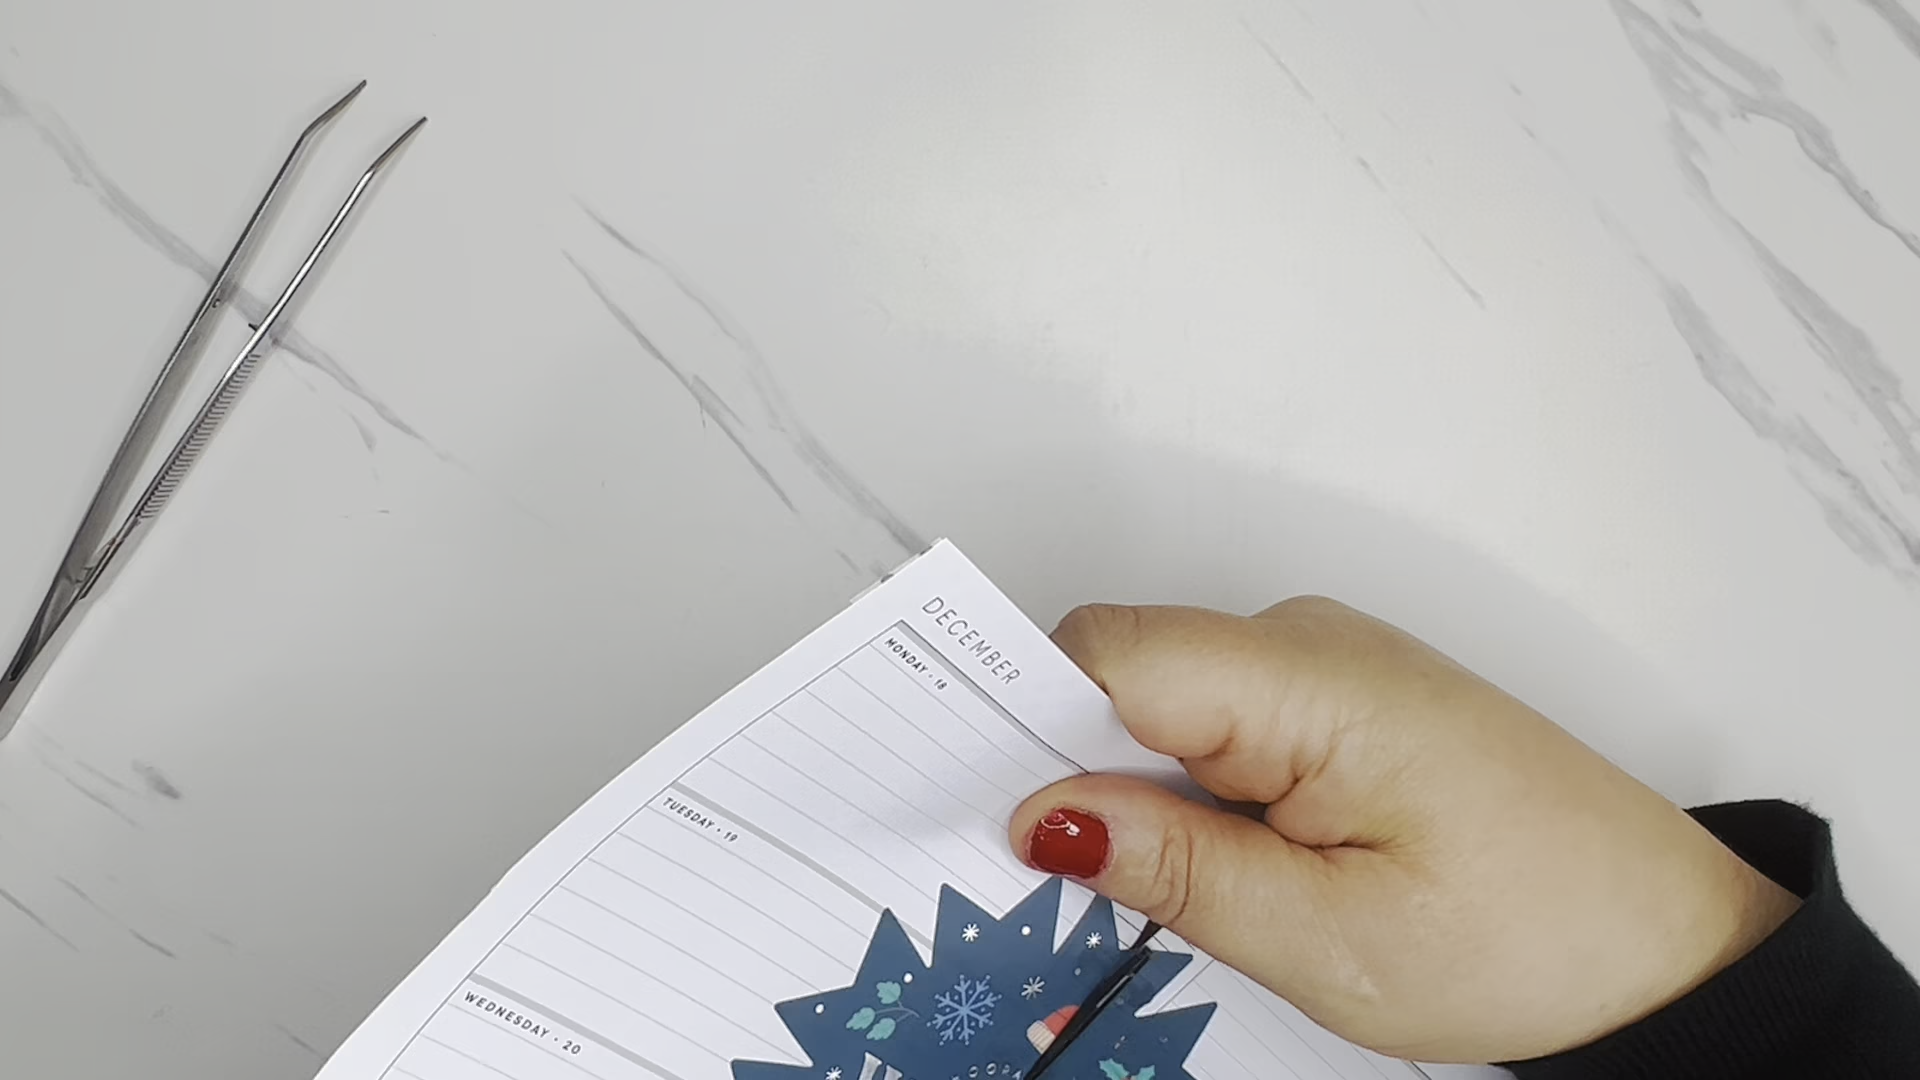 DECEMBER
MONDAY • 18
TUESDAY • 19
WEDNESDAY • 20